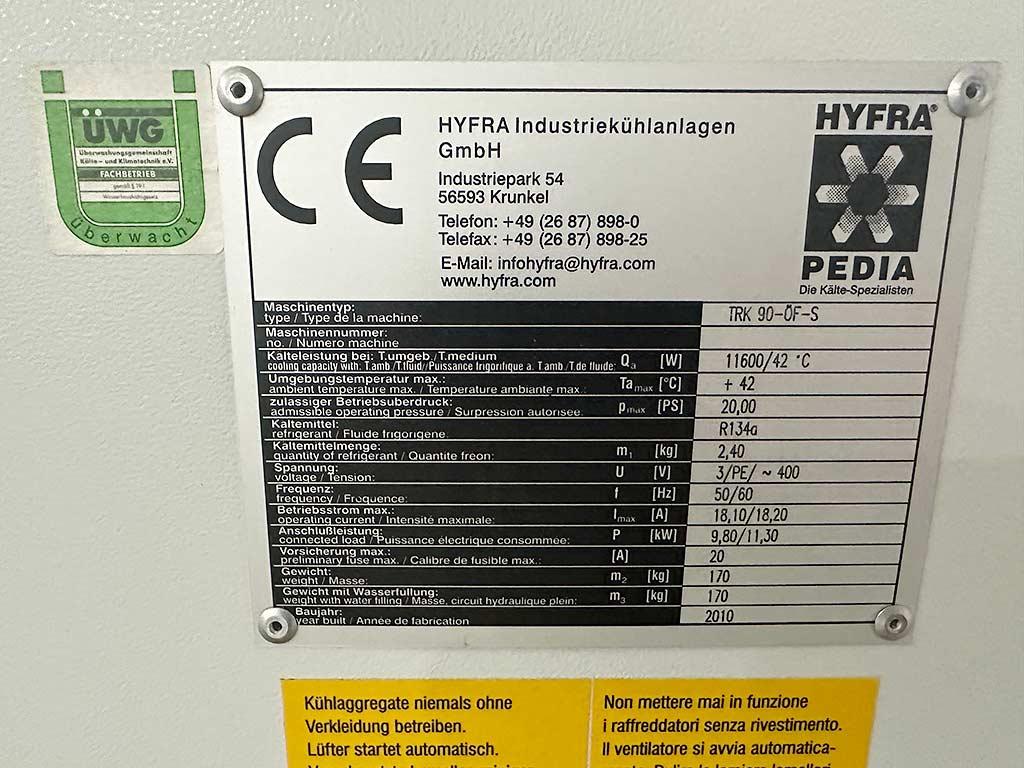 ÜWG
Überwachungsgemeinschaft
Kälte- und Klimatechnik e.V.
FACHBETRIEB
gemäß § 19 l
Wasserhaushaltsgesetz
überwacht
CE
HYFRA Industriekühlanlagen
GmbH
Industriepark 54
56593 Krunkel
Telefon: +49 (26 87) 898-0
Telefax: +49 (26 87) 898-25
E-Mail: infohyfra@hyfra.com
www.hyfra.com
HYFRA®
PEDIA
Die Kälte-Spezialisten
Maschinentyp:
type / Type de la machine: TRK 90-ÖF-S
Maschinennummer:
no. / Numero machine
Kälteleistung bei: T.umgeb./T.medium
cooling capacity with: T.amb./T.fluid/Puissance frigorifique a. T.amb./T.de fluide: Qa [W] 11600/42 °C
Umgebungstemperatur max.:
ambient temperature max. / Temperature ambiante max.: Ta max [°C] + 42
zulässiger Betriebsüberdruck:
admissible operating pressure / Surpression autorisee: pmax [PS] 20,00
Kältemittel:
refrigerant / Fluide frigorigene: R134a
Kältemittelmenge:
quantity of refrigerant / Quantite freon: m1 [kg] 2,40
Spannung:
voltage / Tension: U [V] 3/PE/ ~ 400
Frequenz:
frequency / Frequence: f [Hz] 50/60
Betriebsstrom max.:
operating current / Intensité maximale: Imax [A] 18,10/18,20
Anschlußleistung:
connected load / Puissance électrique consommée: P [kW] 9,80/11,30
Vorsicherung max.:
preliminary fuse max. / Calibre de fusible max.: [A] 20
Gewicht:
weight / Masse: m2 [kg] 170
Gewicht mit Wasserfüllung:
weight with water filling / Masse, circuit hydraulique plein: m3 [kg] 170
Baujahr:
year built / Année de fabrication 2010
Kühlaggregate niemals ohne
Verkleidung betreiben.
Lüfter startet automatisch.
Non mettere mai in funzione
i raffreddatori senza rivestimento.
Il ventilatore si avvia automatica-